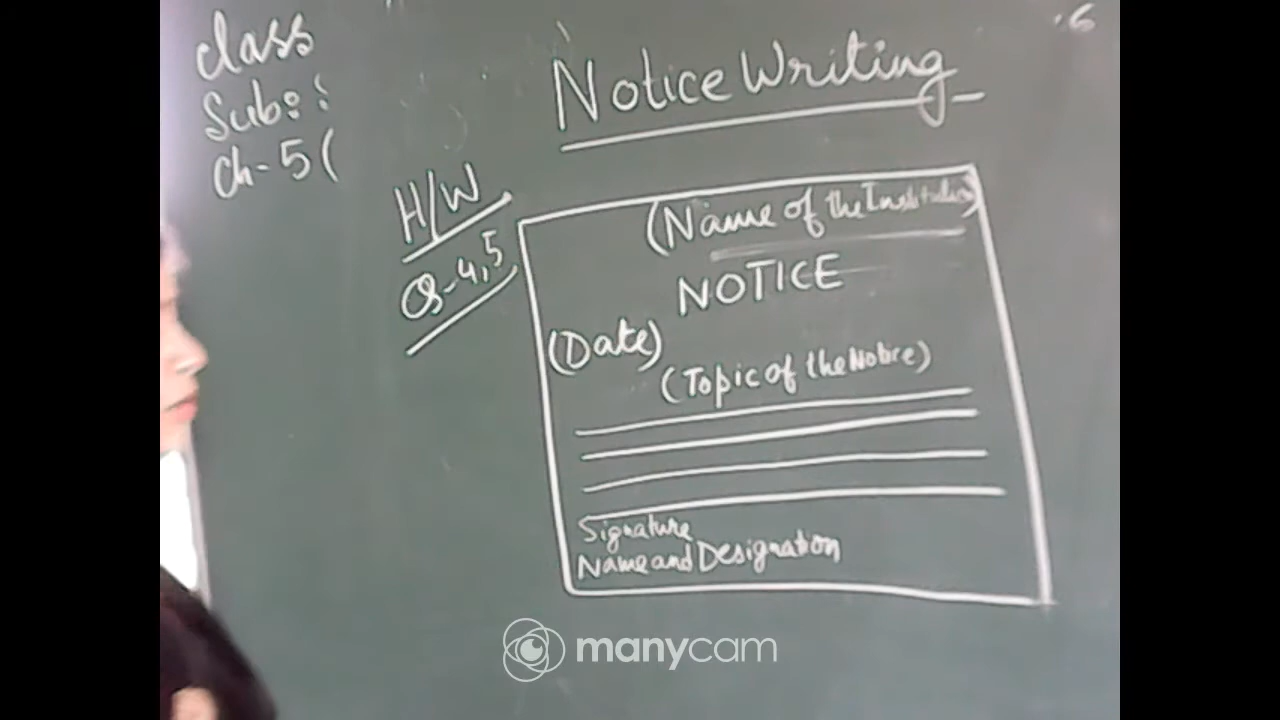 class
Sub:
Ch-5(
.6
Notice Writing
H/W
Qs-4,5
(Name of the Institution)
NOTICE
(Date)
(Topic of the Notice)
Signature
Name and Designation
manycam